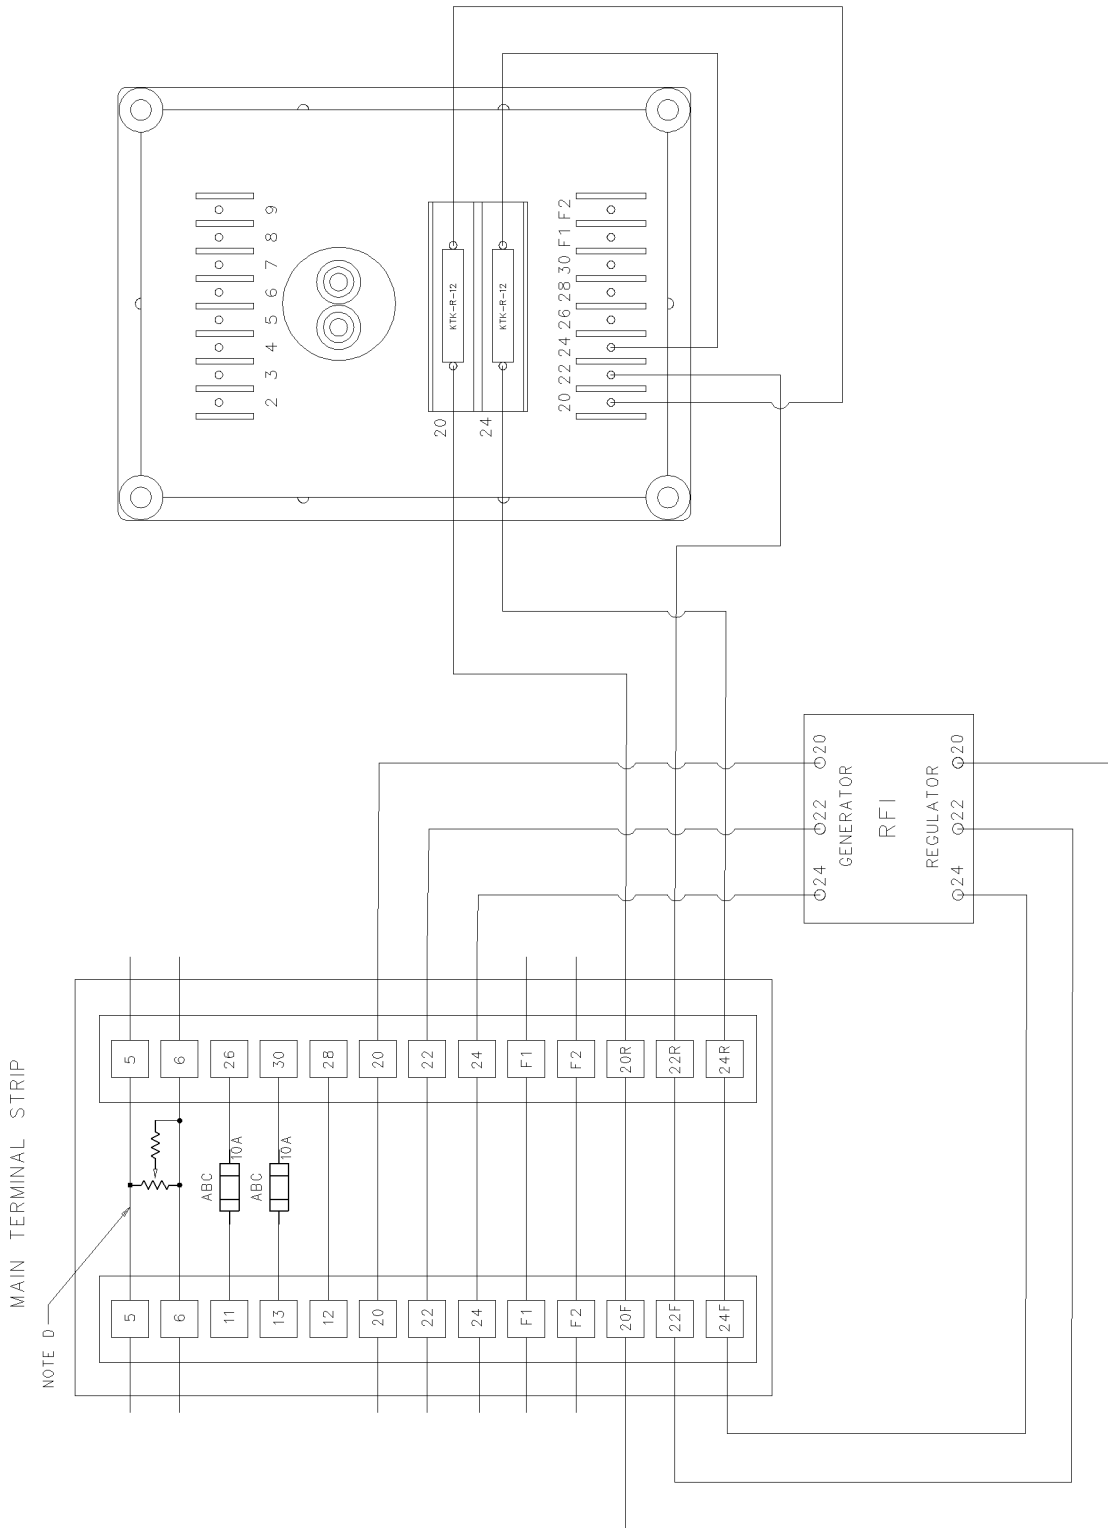 MAIN TERMINAL STRIP
NOTE D
5
6
26
30
28
20
22
24
F1
F2
20R
22R
24R
ABC
10A
ABC
10A
5
6
11
13
12
20
22
24
F1
F2
20F
22F
24F
2 3 4 5 6 7 8 9
KTK-R-12
KTK-R-12
20
24
20 22 24 26 28 30 F1 F2
24 22 20
GENERATOR
RFI
REGULATOR
24 22 20